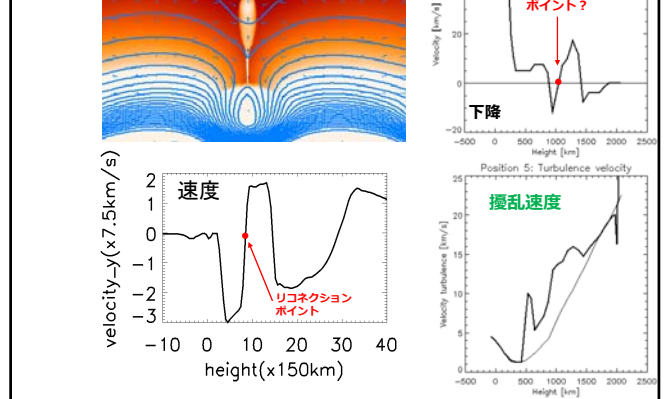 ポイント？
Velocity [km/s]
20
0
-20
下降
-500 0 500 1000 1500 2000 2500
Height [km]
速度
velocity_y(x7.5km/s)
2
1
0
-1
-2
-3
リコネクション
ポイント
-10 0 10 20 30 40
height(x150km)
Position 5: Turbulence velocity
擾乱速度
Velocity turbulence [km/s]
25
20
15
10
5
0
-500 0 500 1000 1500 2000 2500
Height [km]